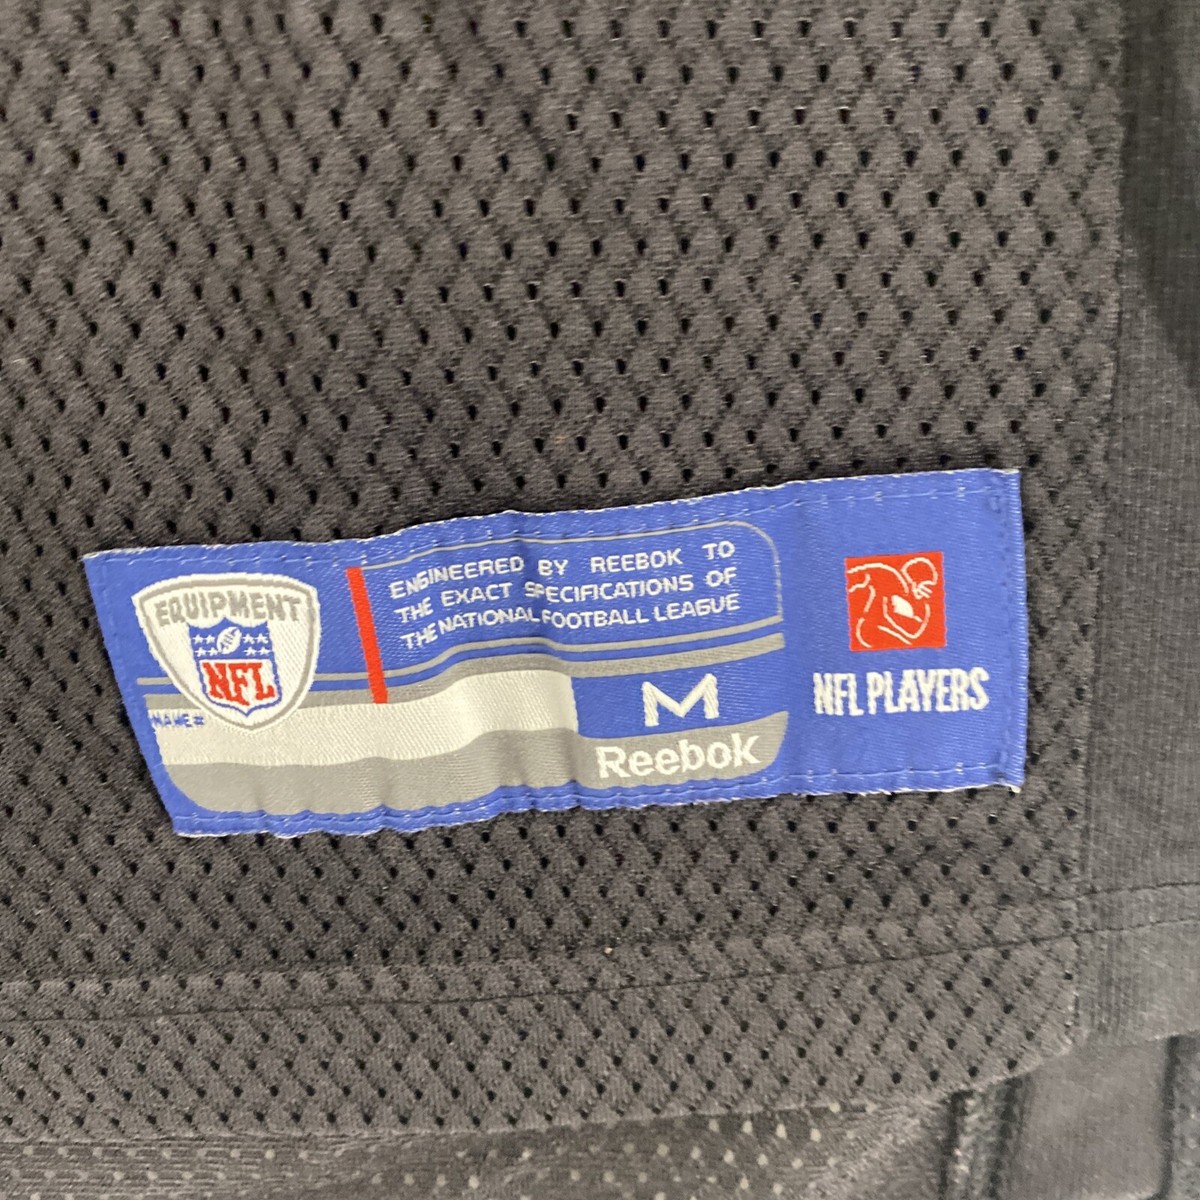 EQUIPMENT
NFL
NAME#
ENGINEERED BY REEBOK TO
THE EXACT SPECIFICATIONS OF
THE NATIONAL FOOTBALL LEAGUE
M
Reebok
NFL PLAYERS